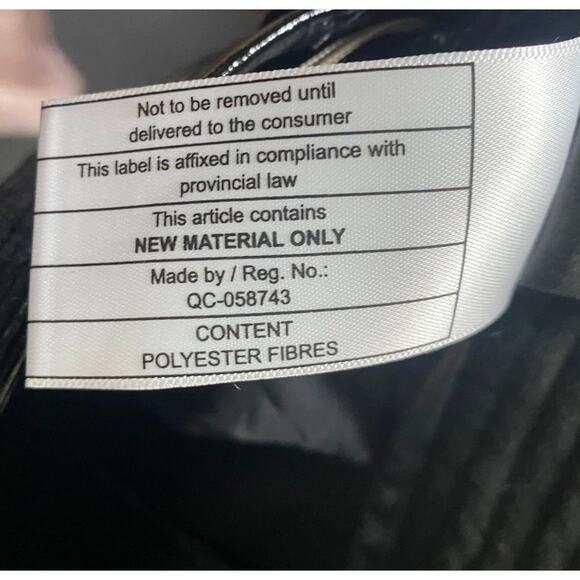 Not to be removed until
delivered to the consumer
This label is affixed in compliance with
provincial law
This article contains
NEW MATERIAL ONLY
Made by / Reg. No.:
QC-058743
CONTENT
POLYESTER FIBRES